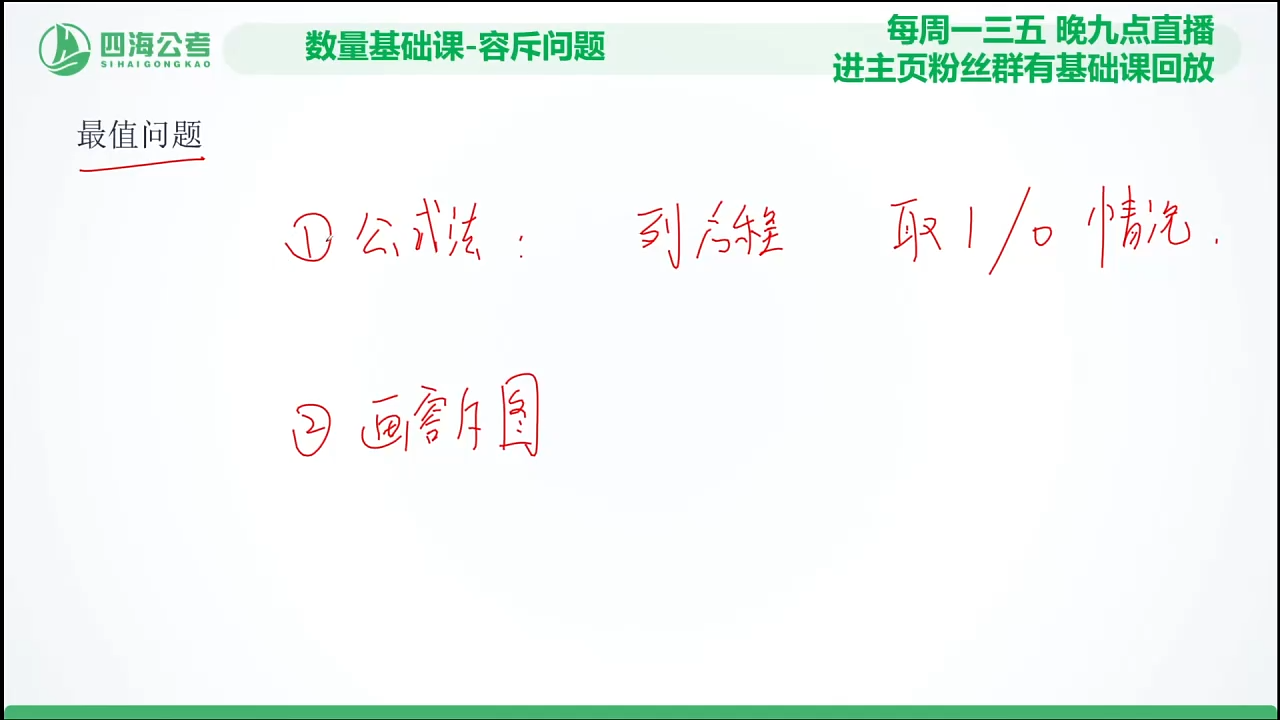 四海公考
SIHAIGONGKAO
数量基础课-容斥问题
每周一三五 晚九点直播
进主页粉丝群有基础课回放
最值问题
① 公式法： 列方程 取 1/0 情况.
② 画容斥图